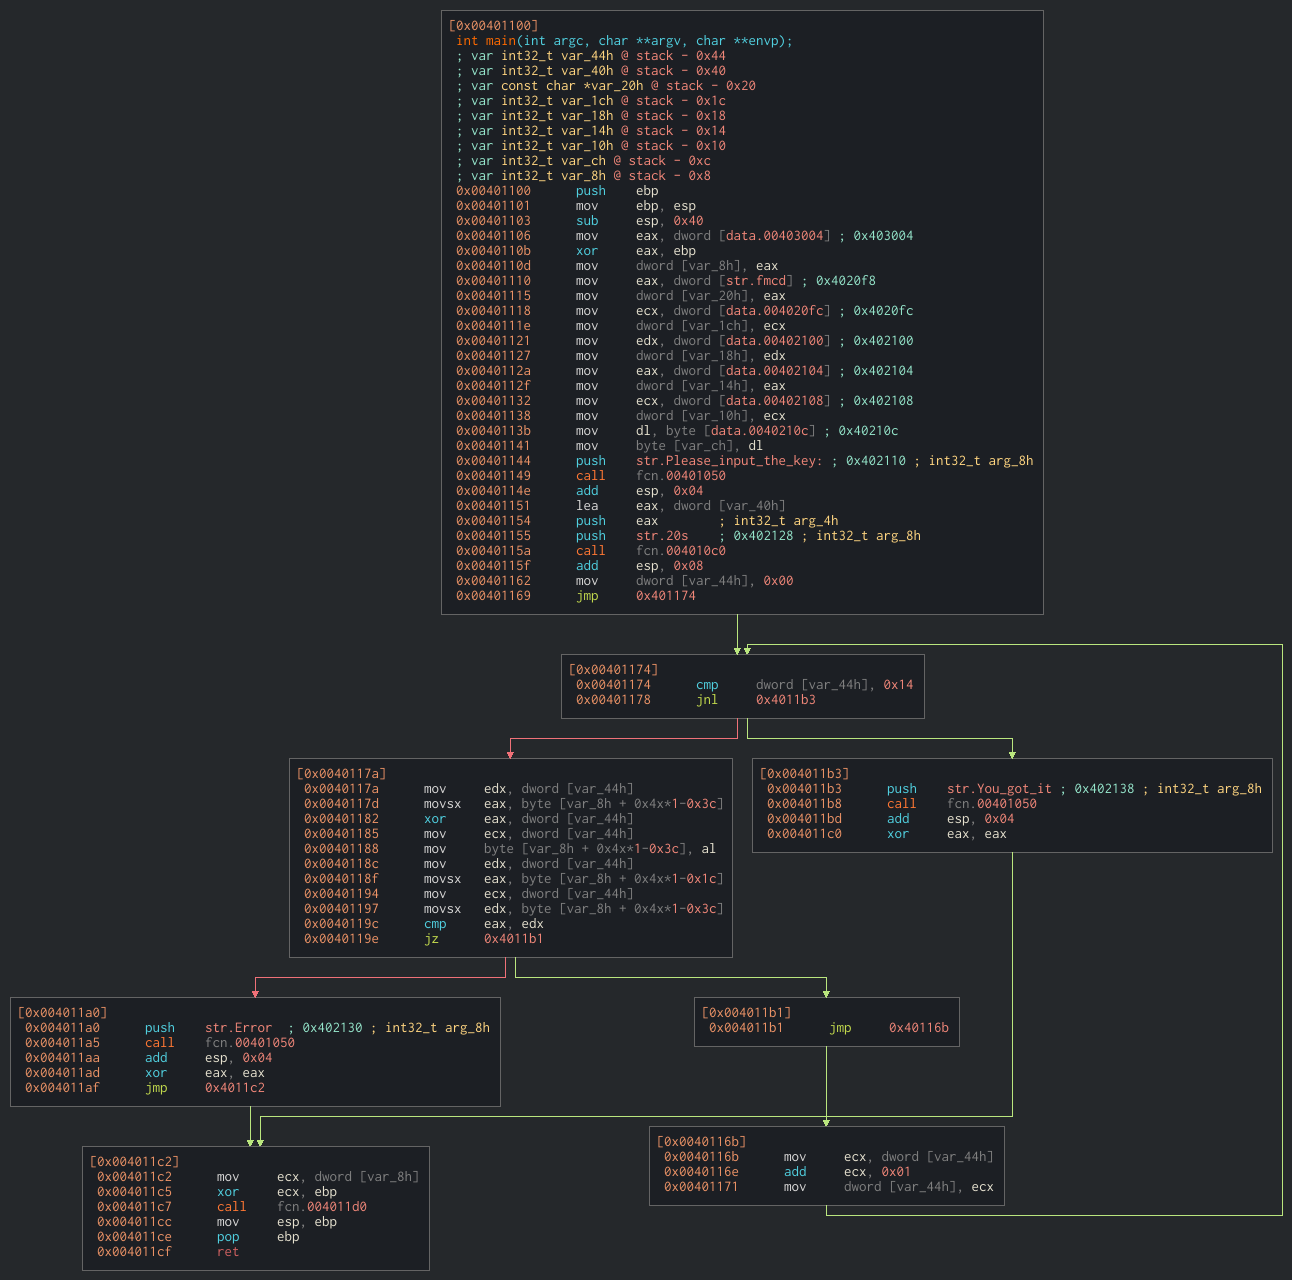 [0x00401100]
int main(int argc, char **argv, char **envp);
; var int32_t var_44h @ stack - 0x44
; var int32_t var_40h @ stack - 0x40
; var const char *var_20h @ stack - 0x20
; var int32_t var_1ch @ stack - 0x1c
; var int32_t var_18h @ stack - 0x18
; var int32_t var_14h @ stack - 0x14
; var int32_t var_10h @ stack - 0x10
; var int32_t var_ch @ stack - 0xc
; var int32_t var_8h @ stack - 0x8
0x00401100 push ebp
0x00401101 mov ebp, esp
0x00401103 sub esp, 0x40
0x00401106 mov eax, dword [data.00403004] ; 0x403004
0x0040110b xor eax, ebp
0x0040110d mov dword [var_8h], eax
0x00401110 mov eax, dword [str.fmcd] ; 0x4020f8
0x00401115 mov dword [var_20h], eax
0x00401118 mov ecx, dword [data.004020fc] ; 0x4020fc
0x0040111e mov dword [var_1ch], ecx
0x00401121 mov edx, dword [data.00402100] ; 0x402100
0x00401127 mov dword [var_18h], edx
0x0040112a mov eax, dword [data.00402104] ; 0x402104
0x0040112f mov dword [var_14h], eax
0x00401132 mov ecx, dword [data.00402108] ; 0x402108
0x00401138 mov dword [var_10h], ecx
0x0040113b mov dl, byte [data.0040210c] ; 0x40210c
0x00401141 mov byte [var_ch], dl
0x00401144 push str.Please_input_the_key: ; 0x402110 ; int32_t arg_8h
0x00401149 call fcn.00401050
0x0040114e add esp, 0x04
0x00401151 lea eax, dword [var_40h]
0x00401154 push eax ; int32_t arg_4h
0x00401155 push str.20s ; 0x402128 ; int32_t arg_8h
0x0040115a call fcn.004010c0
0x0040115f add esp, 0x08
0x00401162 mov dword [var_44h], 0x00
0x00401169 jmp 0x401174
[0x00401174]
0x00401174 cmp dword [var_44h], 0x14
0x00401178 jnl 0x4011b3
[0x0040117a]
0x0040117a mov edx, dword [var_44h]
0x0040117d movsx eax, byte [var_8h + 0x4x*1-0x3c]
0x00401182 xor eax, dword [var_44h]
0x00401185 mov ecx, dword [var_44h]
0x00401188 mov byte [var_8h + 0x4x*1-0x3c], al
0x0040118c mov edx, dword [var_44h]
0x0040118f movsx eax, byte [var_8h + 0x4x*1-0x1c]
0x00401194 mov ecx, dword [var_44h]
0x00401197 movsx edx, byte [var_8h + 0x4x*1-0x3c]
0x0040119c cmp eax, edx
0x0040119e jz 0x4011b1
[0x004011b3]
0x004011b3 push str.You_got_it ; 0x402138 ; int32_t arg_8h
0x004011b8 call fcn.00401050
0x004011bd add esp, 0x04
0x004011c0 xor eax, eax
[0x004011a0]
0x004011a0 push str.Error ; 0x402130 ; int32_t arg_8h
0x004011a5 call fcn.00401050
0x004011aa add esp, 0x04
0x004011ad xor eax, eax
0x004011af jmp 0x4011c2
[0x004011b1]
0x004011b1 jmp 0x40116b
[0x004011c2]
0x004011c2 mov ecx, dword [var_8h]
0x004011c5 xor ecx, ebp
0x004011c7 call fcn.004011d0
0x004011cc mov esp, ebp
0x004011ce pop ebp
0x004011cf ret
[0x0040116b]
0x0040116b mov ecx, dword [var_44h]
0x0040116e add ecx, 0x01
0x00401171 mov dword [var_44h], ecx